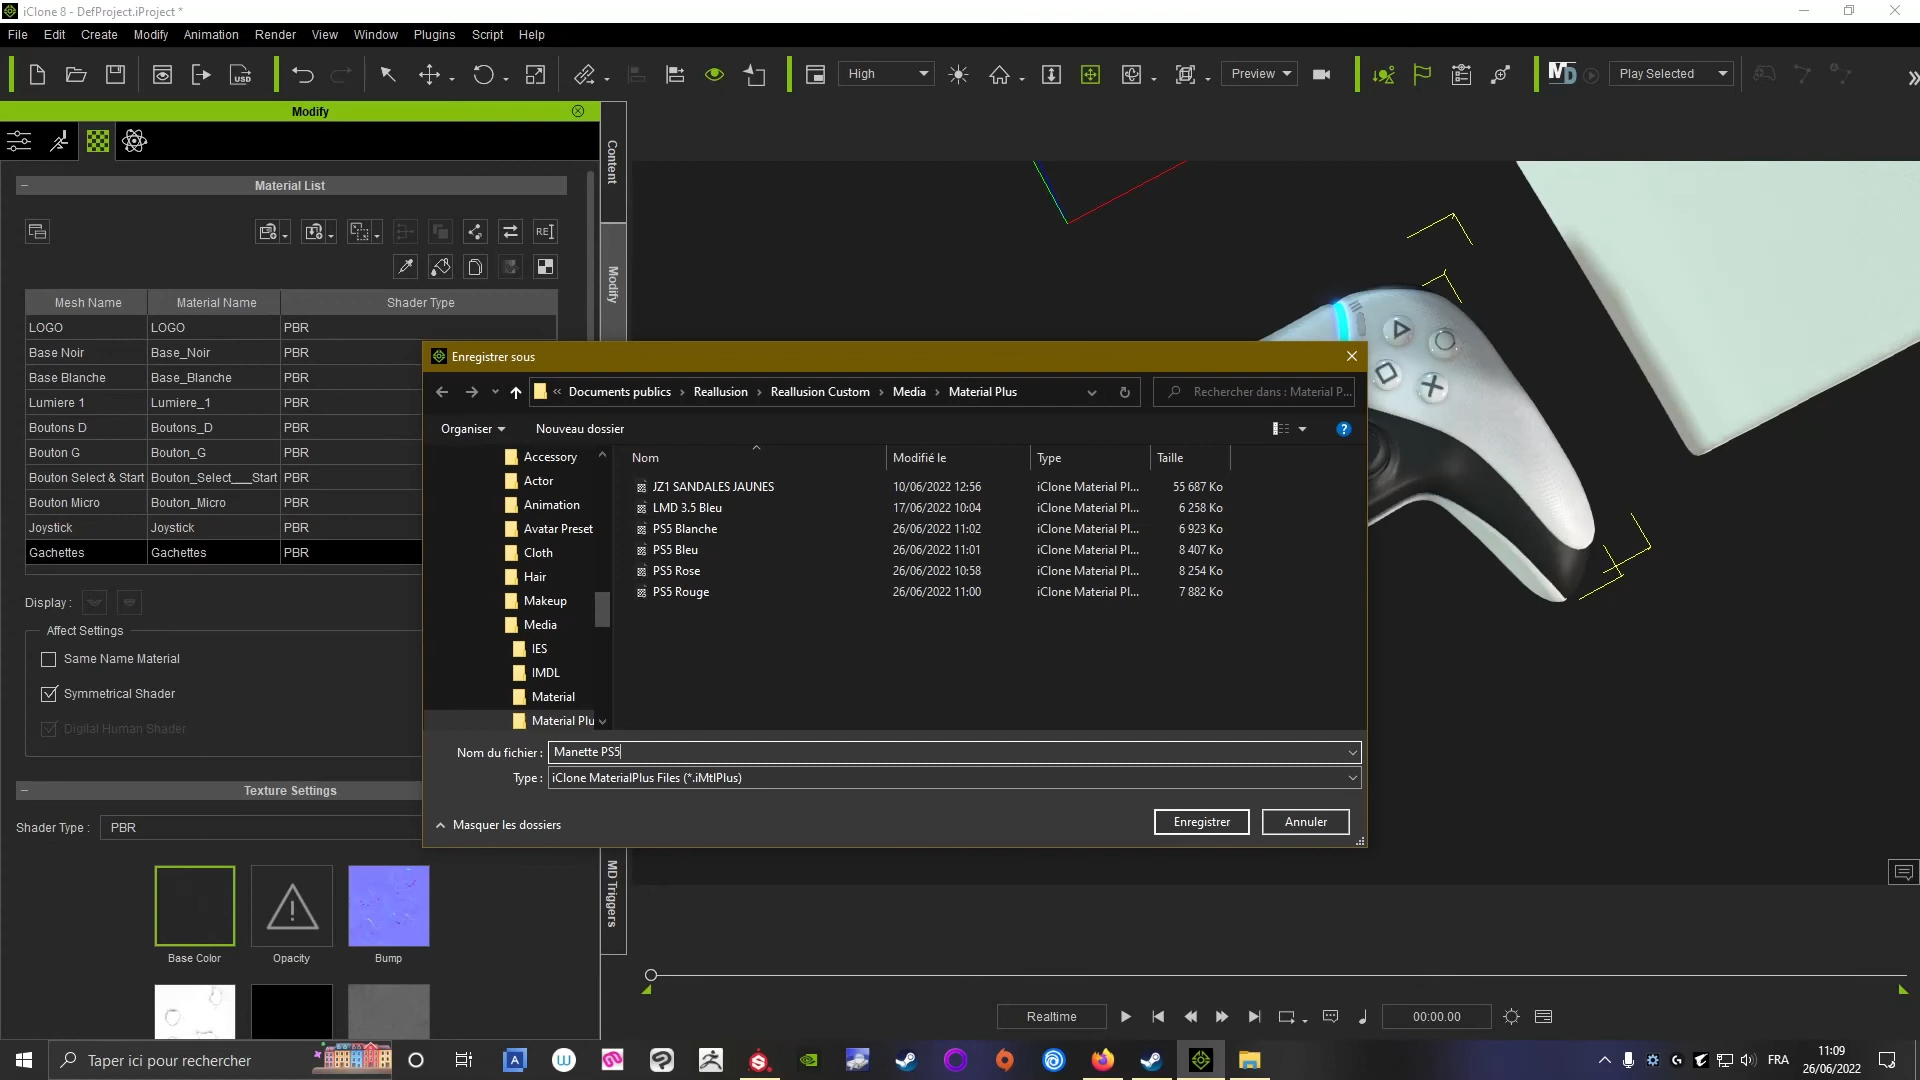 iClone 8 - DefProject.iProject *
File Edit Create Modify Animation Render View Window Plugins Script Help
USD High Preview Play Selected
Modify
Content
Modify
MD Triggers
Material List
REI
Mesh Name Material Name Shader Type
LOGO LOGO PBR
Base Noir Base_Noir PBR
Base Blanche Base_Blanche PBR
Lumiere 1 Lumiere_1 PBR
Boutons D Boutons_D PBR
Bouton G Bouton_G PBR
Bouton Select & Start Bouton_Select___Start PBR
Bouton Micro Bouton_Micro PBR
Joystick Joystick PBR
Gachettes Gachettes PBR
Display :
Affect Settings
Same Name Material
Symmetrical Shader
Digital Human Shader
Texture Settings
Shader Type : PBR
Base Color Opacity Bump
Enregistrer sous
« Documents publics › Reallusion › Reallusion Custom › Media › Material Plus
Rechercher dans : Material P...
Organiser Nouveau dossier
Accessory
Actor
Animation
Avatar Preset
Cloth
Hair
Makeup
Media
IES
IMDL
Material
Material Plu
Nom Modifié le Type Taille
JZ1 SANDALES JAUNES 10/06/2022 12:56 iClone Material Pl... 55 687 Ko
LMD 3.5 Bleu 17/06/2022 10:04 iClone Material Pl... 6 258 Ko
PS5 Blanche 26/06/2022 11:02 iClone Material Pl... 6 923 Ko
PS5 Bleu 26/06/2022 11:01 iClone Material Pl... 8 407 Ko
PS5 Rose 26/06/2022 10:58 iClone Material Pl... 8 254 Ko
PS5 Rouge 26/06/2022 11:00 iClone Material Pl... 7 882 Ko
Nom du fichier : Manette PS5
Type : iClone MaterialPlus Files (*.iMtlPlus)
Masquer les dossiers
Enregistrer Annuler
Realtime 00:00.00
Taper ici pour rechercher
FRA
11:09
26/06/2022